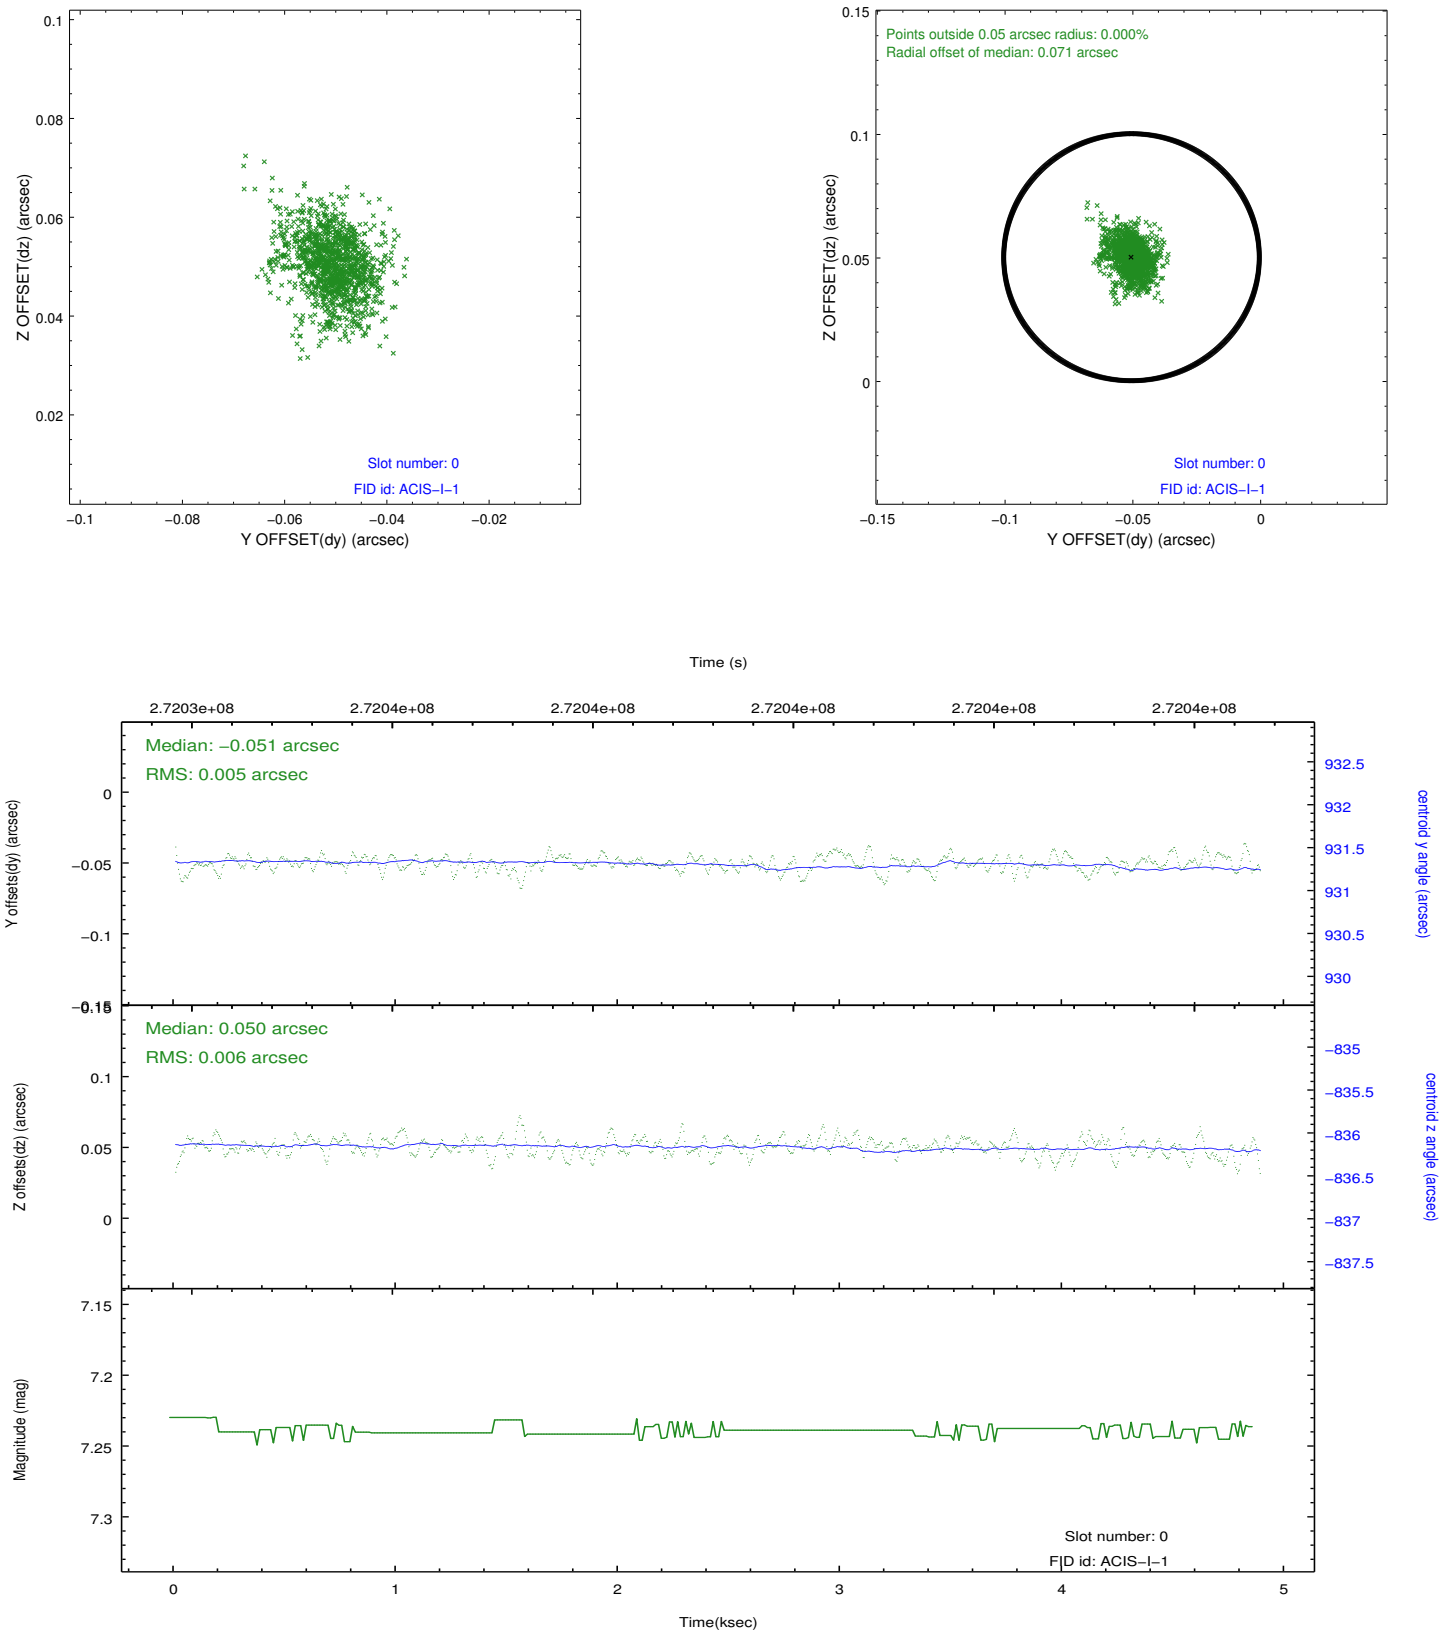 0.1
0.08
0.06
0.04
0.02
Z OFFSET(dz) (arcsec)
Slot number: 0
FID id: ACIS−I−1
−0.1
−0.08
−0.06
−0.04
−0.02
Y OFFSET(dy) (arcsec)
0.15
0.1
0.05
0
Z OFFSET(dz) (arcsec)
Points outside 0.05 arcsec radius: 0.000%
Radial offset of median: 0.071 arcsec
Slot number: 0
FID id: ACIS−I−1
−0.15
−0.1
−0.05
0
Y OFFSET(dy) (arcsec)
Time (s)
2.7203e+08
2.7204e+08
2.7204e+08
2.7204e+08
2.7204e+08
2.7204e+08
Median: −0.051 arcsec
RMS: 0.005 arcsec
0
−0.05
−0.1
−0.15
Y offsets(dy) (arcsec)
932.5
932
931.5
931
930.5
930
centroid y angle (arcsec)
Median: 0.050 arcsec
RMS: 0.006 arcsec
0.1
0.05
0
Z offsets(dz) (arcsec)
−835
−835.5
−836
−836.5
−837
−837.5
centroid z angle (arcsec)
7.15
7.2
7.25
7.3
Magnitude (mag)
Slot number: 0
FID id: ACIS−I−1
0
1
2
3
4
5
Time(ksec)